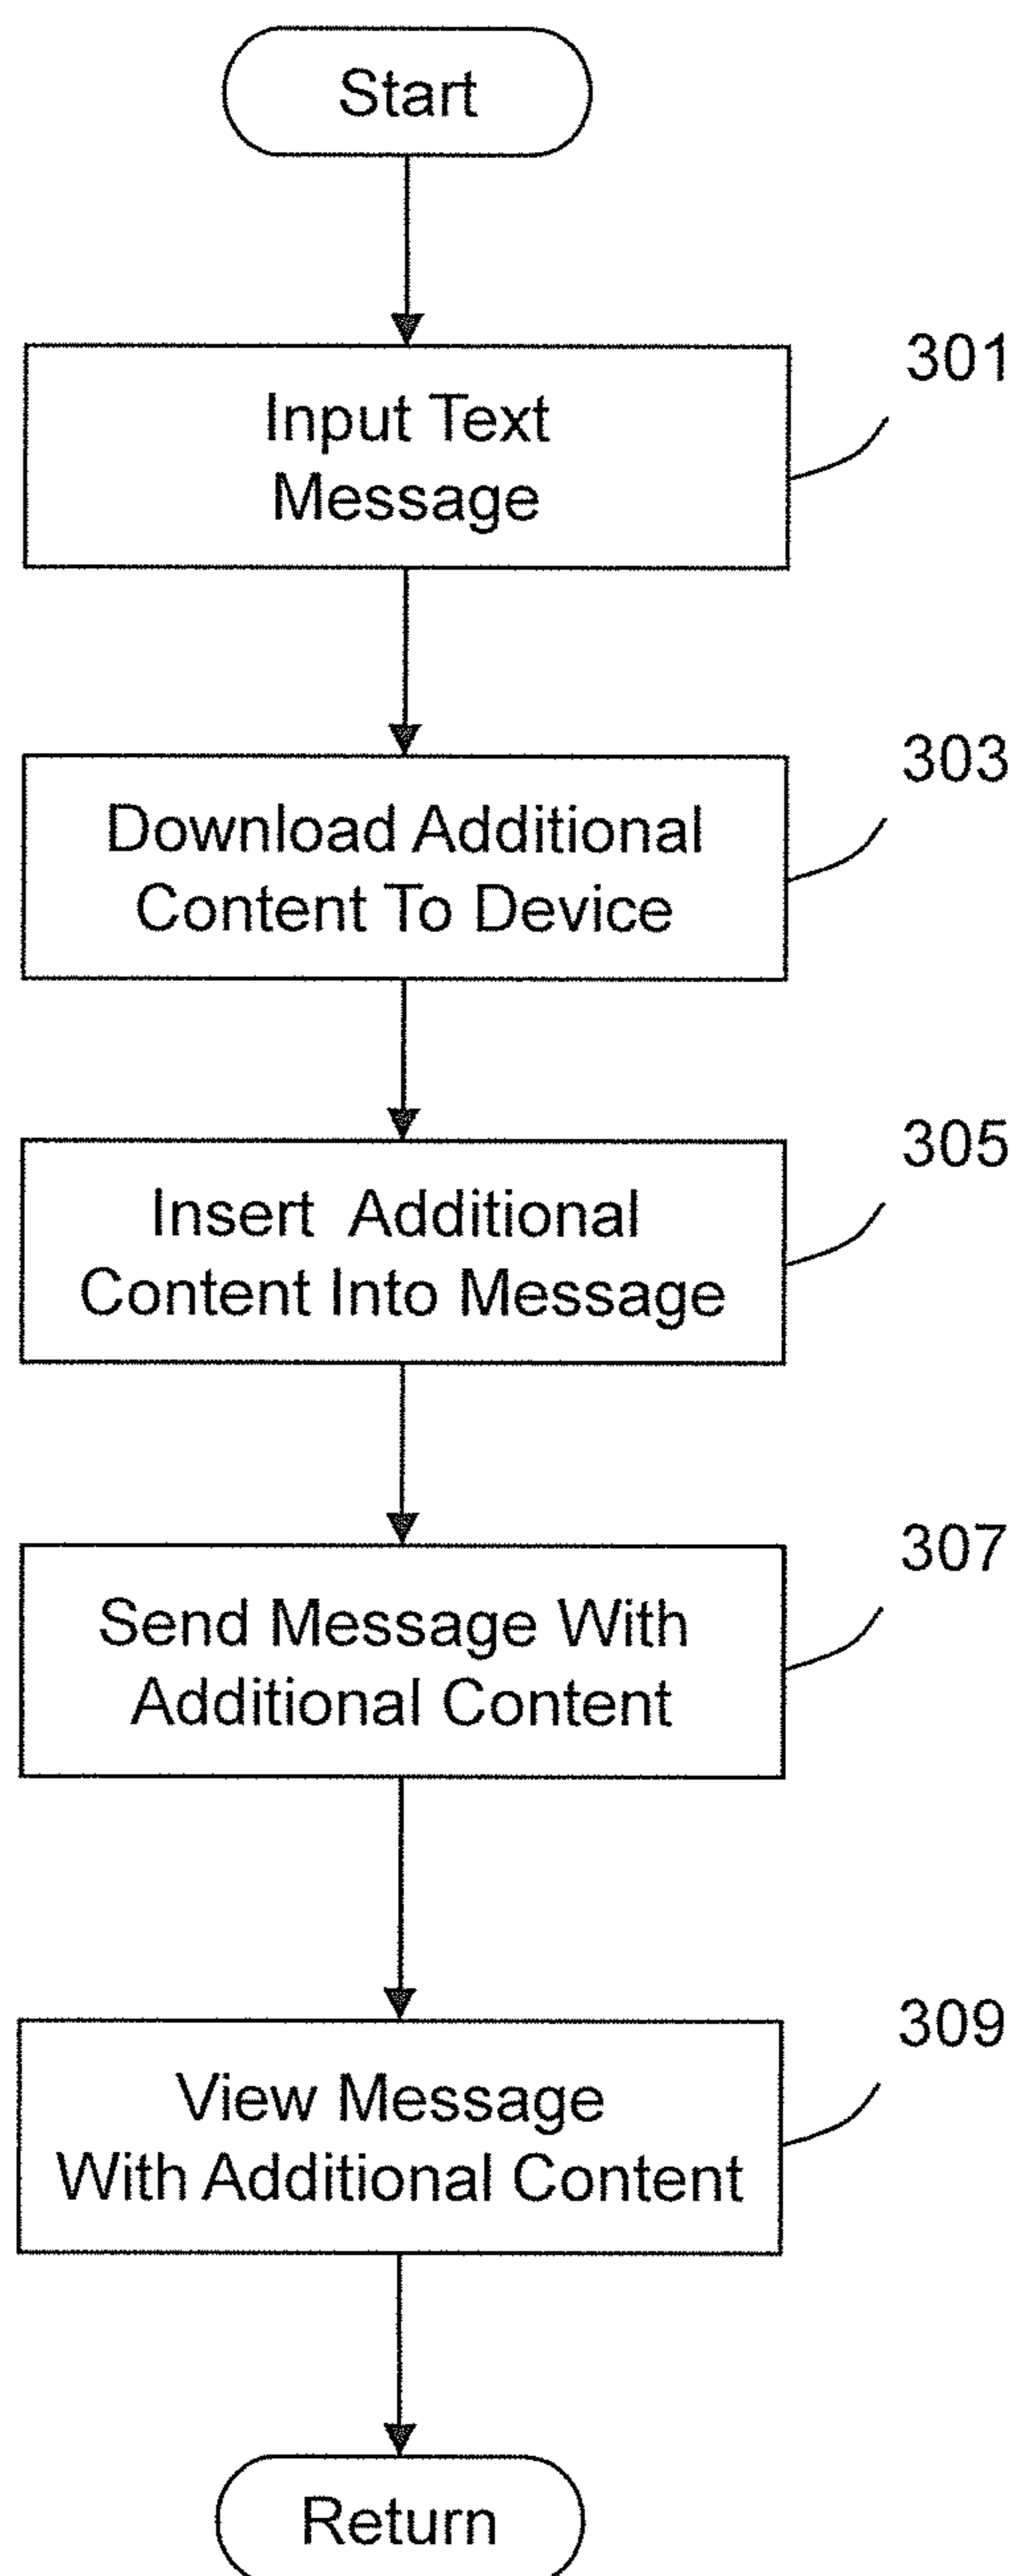 Start
301
Input Text
Message
303
Download Additional
Content To Device
305
Insert Additional
Content Into Message
307
Send Message With
Additional Content
309
View Message
With Additional Content
Return